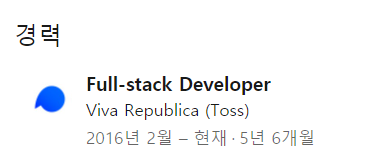 경력
Full-stack Developer
Viva Republica (Toss)
2016년 2월 – 현재 · 5년 6개월